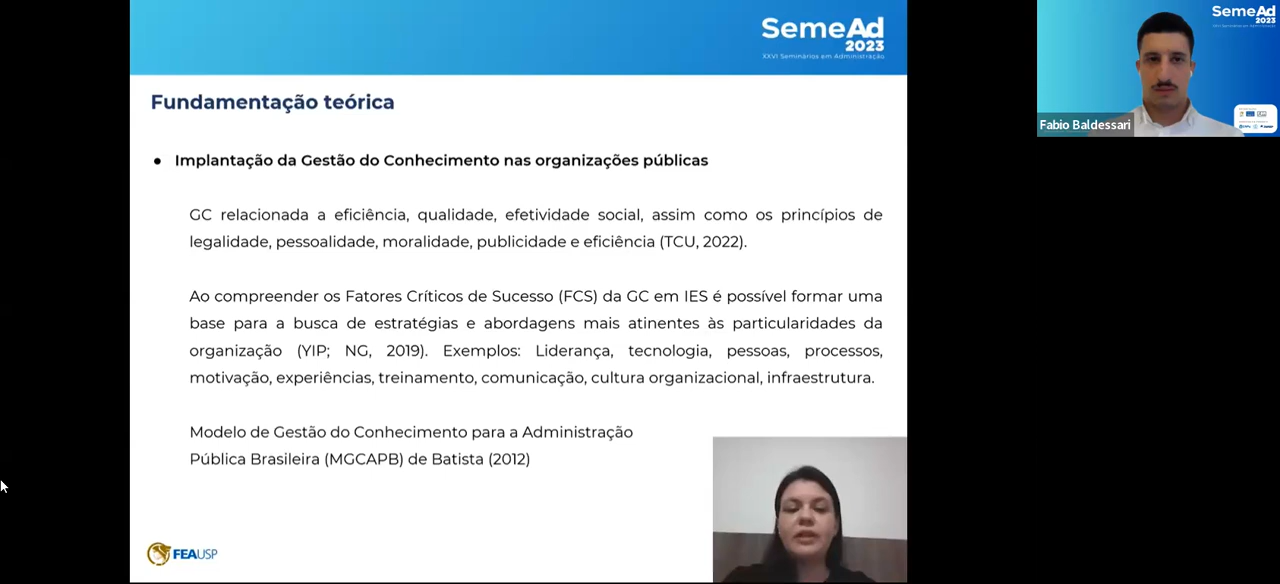 SemeAd
2023
XXVI Seminários em Administração
Fundamentação teórica
● Implantação da Gestão do Conhecimento nas organizações públicas
GC relacionada a eficiência, qualidade, efetividade social, assim como os princípios de
legalidade, pessoalidade, moralidade, publicidade e eficiência (TCU, 2022).
Ao compreender os Fatores Críticos de Sucesso (FCS) da GC em IES é possível formar uma
base para a busca de estratégias e abordagens mais atinentes às particularidades da
organização (YIP; NG, 2019). Exemplos: Liderança, tecnologia, pessoas, processos,
motivação, experiências, treinamento, comunicação, cultura organizacional, infraestrutura.
Modelo de Gestão do Conhecimento para a Administração
Pública Brasileira (MGCAPB) de Batista (2012)
FEAUSP
SemeAd
2023
Fabio Baldessari